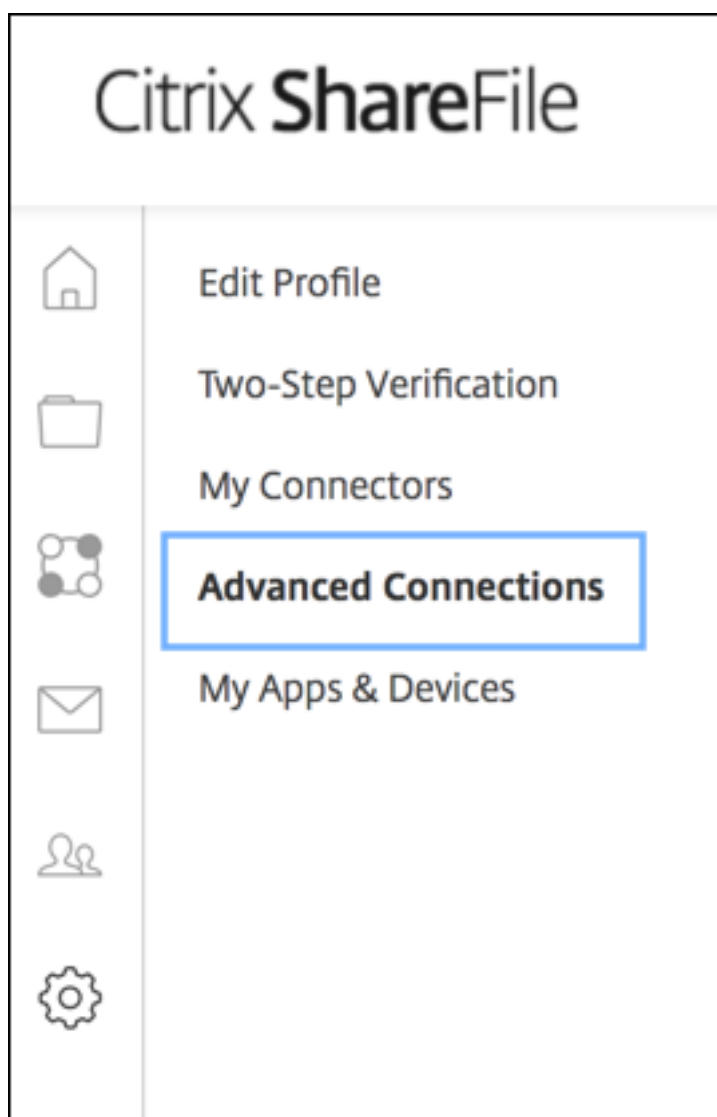 Citrix ShareFile
Edit Profile
Two-Step Verification
My Connectors
Advanced Connections
My Apps & Devices